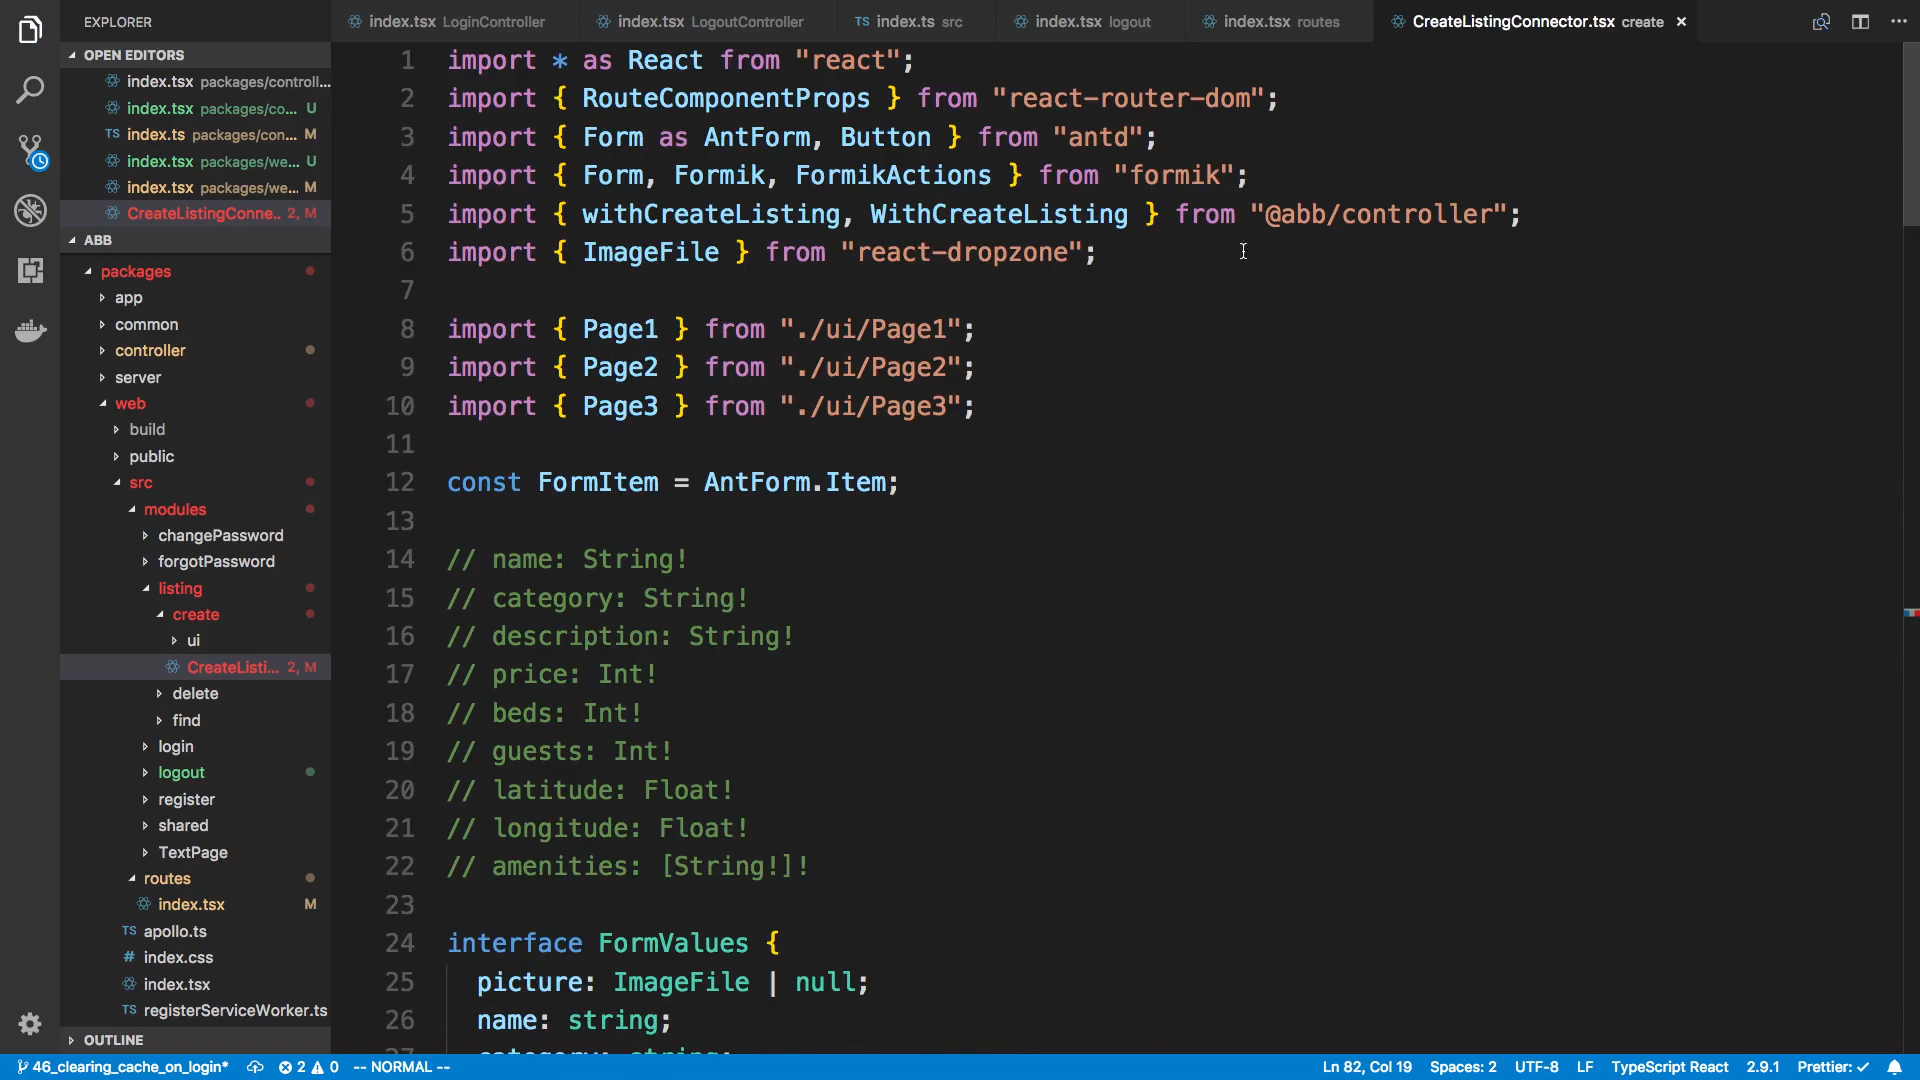 EXPLORER
OPEN EDITORS
index.tsx packages/controll...
index.tsx packages/co... U
TS index.ts packages/con... M
index.tsx packages/we... U
index.tsx packages/we... M
CreateListingConne.. 2, M
ABB
packages
app
common
controller
server
web
build
public
src
modules
changePassword
forgotPassword
listing
create
ui
CreateListi... 2, M
delete
find
login
logout
register
shared
TextPage
routes
index.tsx M
TS apollo.ts
# index.css
index.tsx
TS registerServiceWorker.ts
OUTLINE
index.tsx LoginController
index.tsx LogoutController
TS index.ts src
index.tsx logout
index.tsx routes
CreateListingConnector.tsx create ×
1 import * as React from "react";
2 import { RouteComponentProps } from "react-router-dom";
3 import { Form as AntForm, Button } from "antd";
4 import { Form, Formik, FormikActions } from "formik";
5 import { withCreateListing, WithCreateListing } from "@abb/controller";
6 import { ImageFile } from "react-dropzone";
7
8 import { Page1 } from "./ui/Page1";
9 import { Page2 } from "./ui/Page2";
10 import { Page3 } from "./ui/Page3";
11
12 const FormItem = AntForm.Item;
13
14 // name: String!
15 // category: String!
16 // description: String!
17 // price: Int!
18 // beds: Int!
19 // guests: Int!
20 // latitude: Float!
21 // longitude: Float!
22 // amenities: [String!]!
23
24 interface FormValues {
25 picture: ImageFile | null;
26 name: string;
27 category: string;
46_clearing_cache_on_login* 2 0 -- NORMAL -- Ln 82, Col 19 Spaces: 2 UTF-8 LF TypeScript React 2.9.1 Prettier: ✓